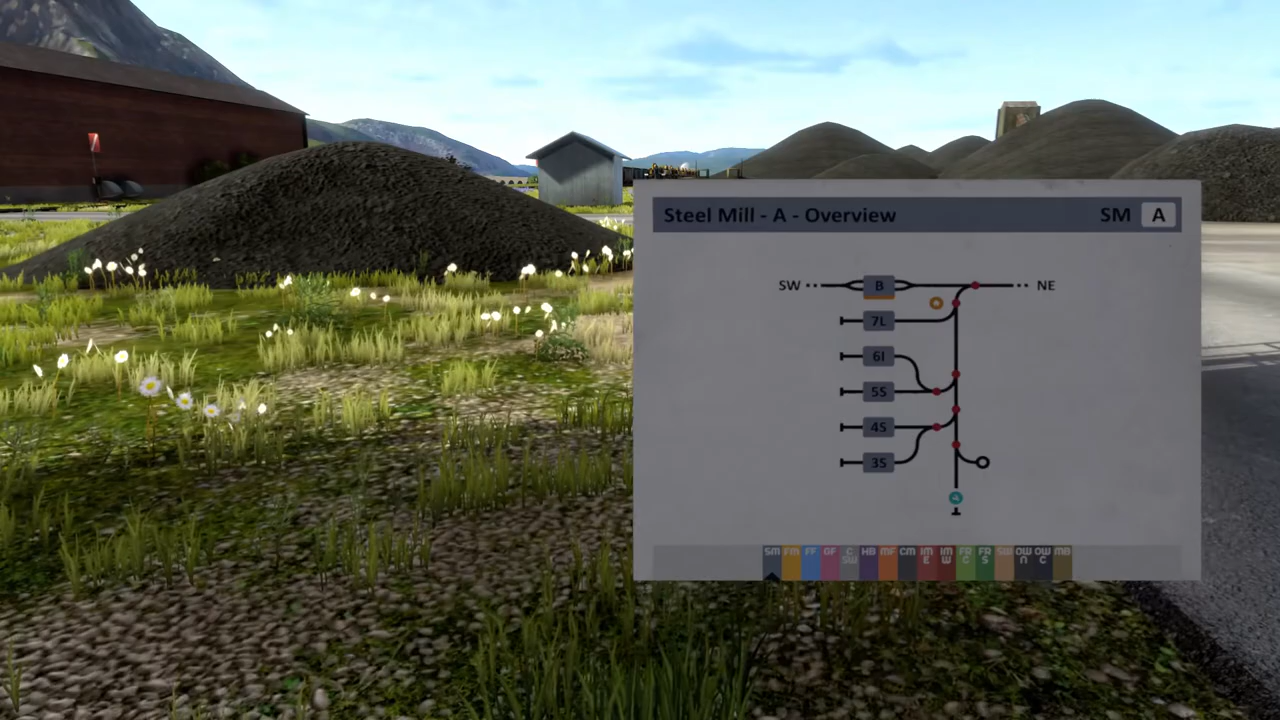 Steel Mill - A - Overview SM A
SW B NE
7L
6I
5S
4S
3S
SM FM FF GF C SW HB MF CM IM E IM W FR C FR S SW OW N OW C MB